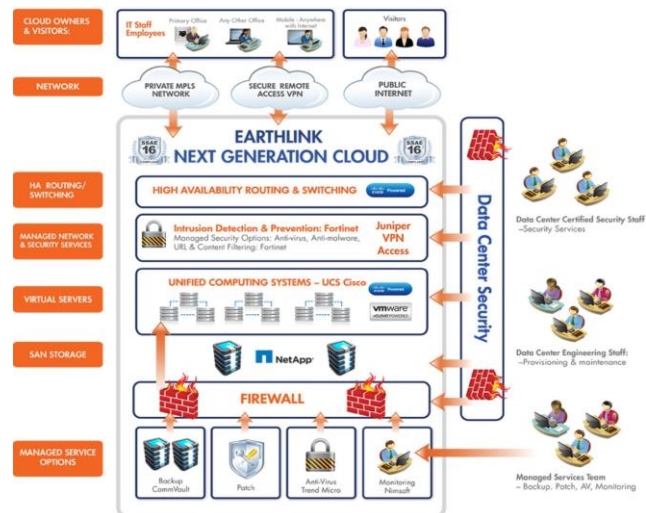 CLOUD OWNERS
& VISITORS:
IT Staff
Employees
Primary Office
Any Other Office
Mobile - Anywhere
with Internet
Visitors
NETWORK
PRIVATE MPLS
NETWORK
SECURE REMOTE
ACCESS VPN
PUBLIC
INTERNET
SSAE
16
EARTHLINK
NEXT GENERATION CLOUD
SSAE
16
HA ROUTING/
SWITCHING
HIGH AVAILABILITY ROUTING & SWITCHING
Powered
MANAGED NETWORK
& SECURITY SERVICES
Intrusion Detection & Prevention: Fortinet
Managed Security Options: Anti-virus, Anti-malware,
URL & Content Filtering: Fortinet
Juniper
VPN
Access
VIRTUAL SERVERS
UNIFIED COMPUTING SYSTEMS – UCS Cisco
Powered
vmware
SAN STORAGE
NetApp
FIREWALL
MANAGED SERVICE
OPTIONS
Backup
CommVault
Patch
Anti-Virus
Trend Micro
Monitoring
Nimsoft
Data Center Security
Data Center Certified Security Staff
–Security Services
Data Center Engineering Staff:
–Provisioning & maintenance
Managed Services Team
– Backup, Patch, AV, Monitoring